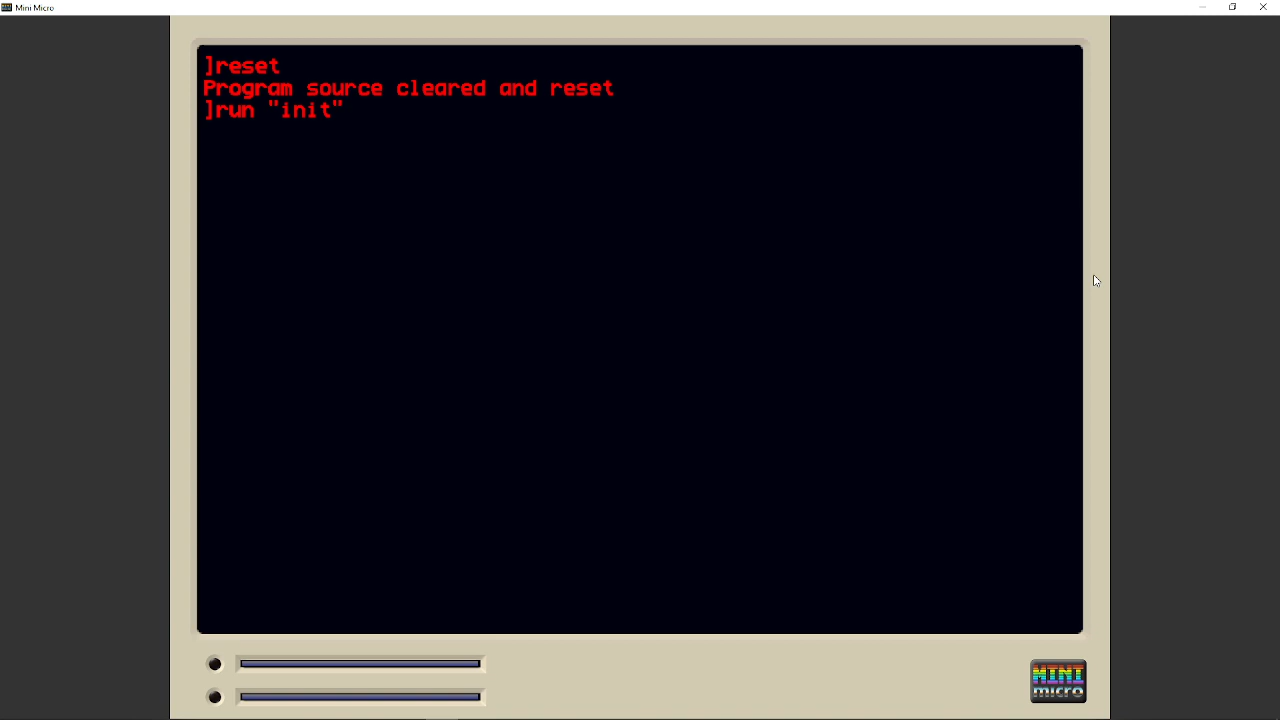 Mini Micro
]reset
Program source cleared and reset
]run "init"
MINI
micro